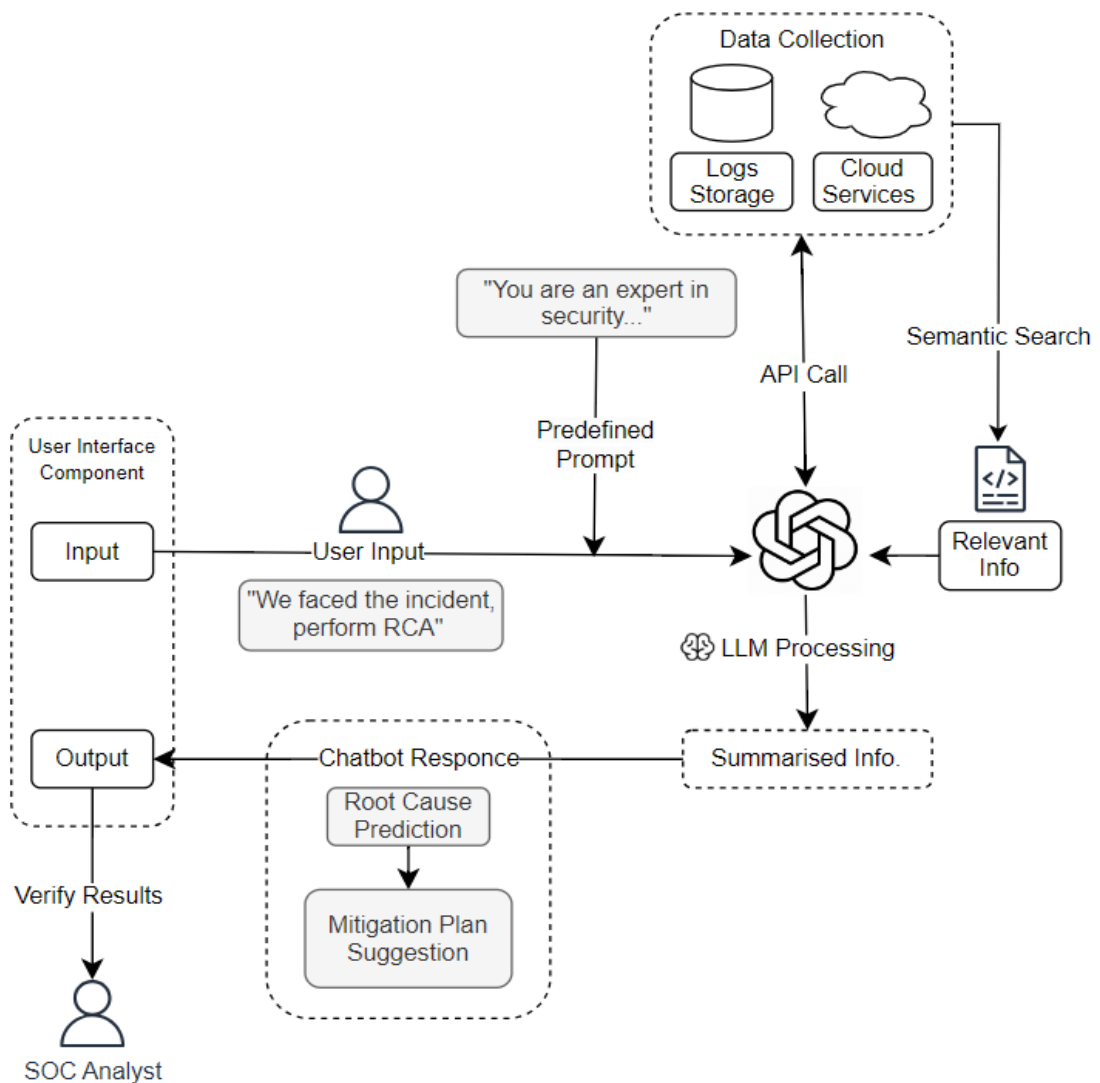 Data Collection
Logs
Storage
Cloud
Services
"You are an expert in
security..."
Semantic Search
API Call
Predefined
Prompt
User Interface
Component
Input
User Input
"We faced the incident,
perform RCA"
</>
Relevant
Info
LLM Processing
Output
Chatbot Responce
Summarised Info.
Root Cause
Prediction
Mitigation Plan
Suggestion
Verify Results
SOC Analyst